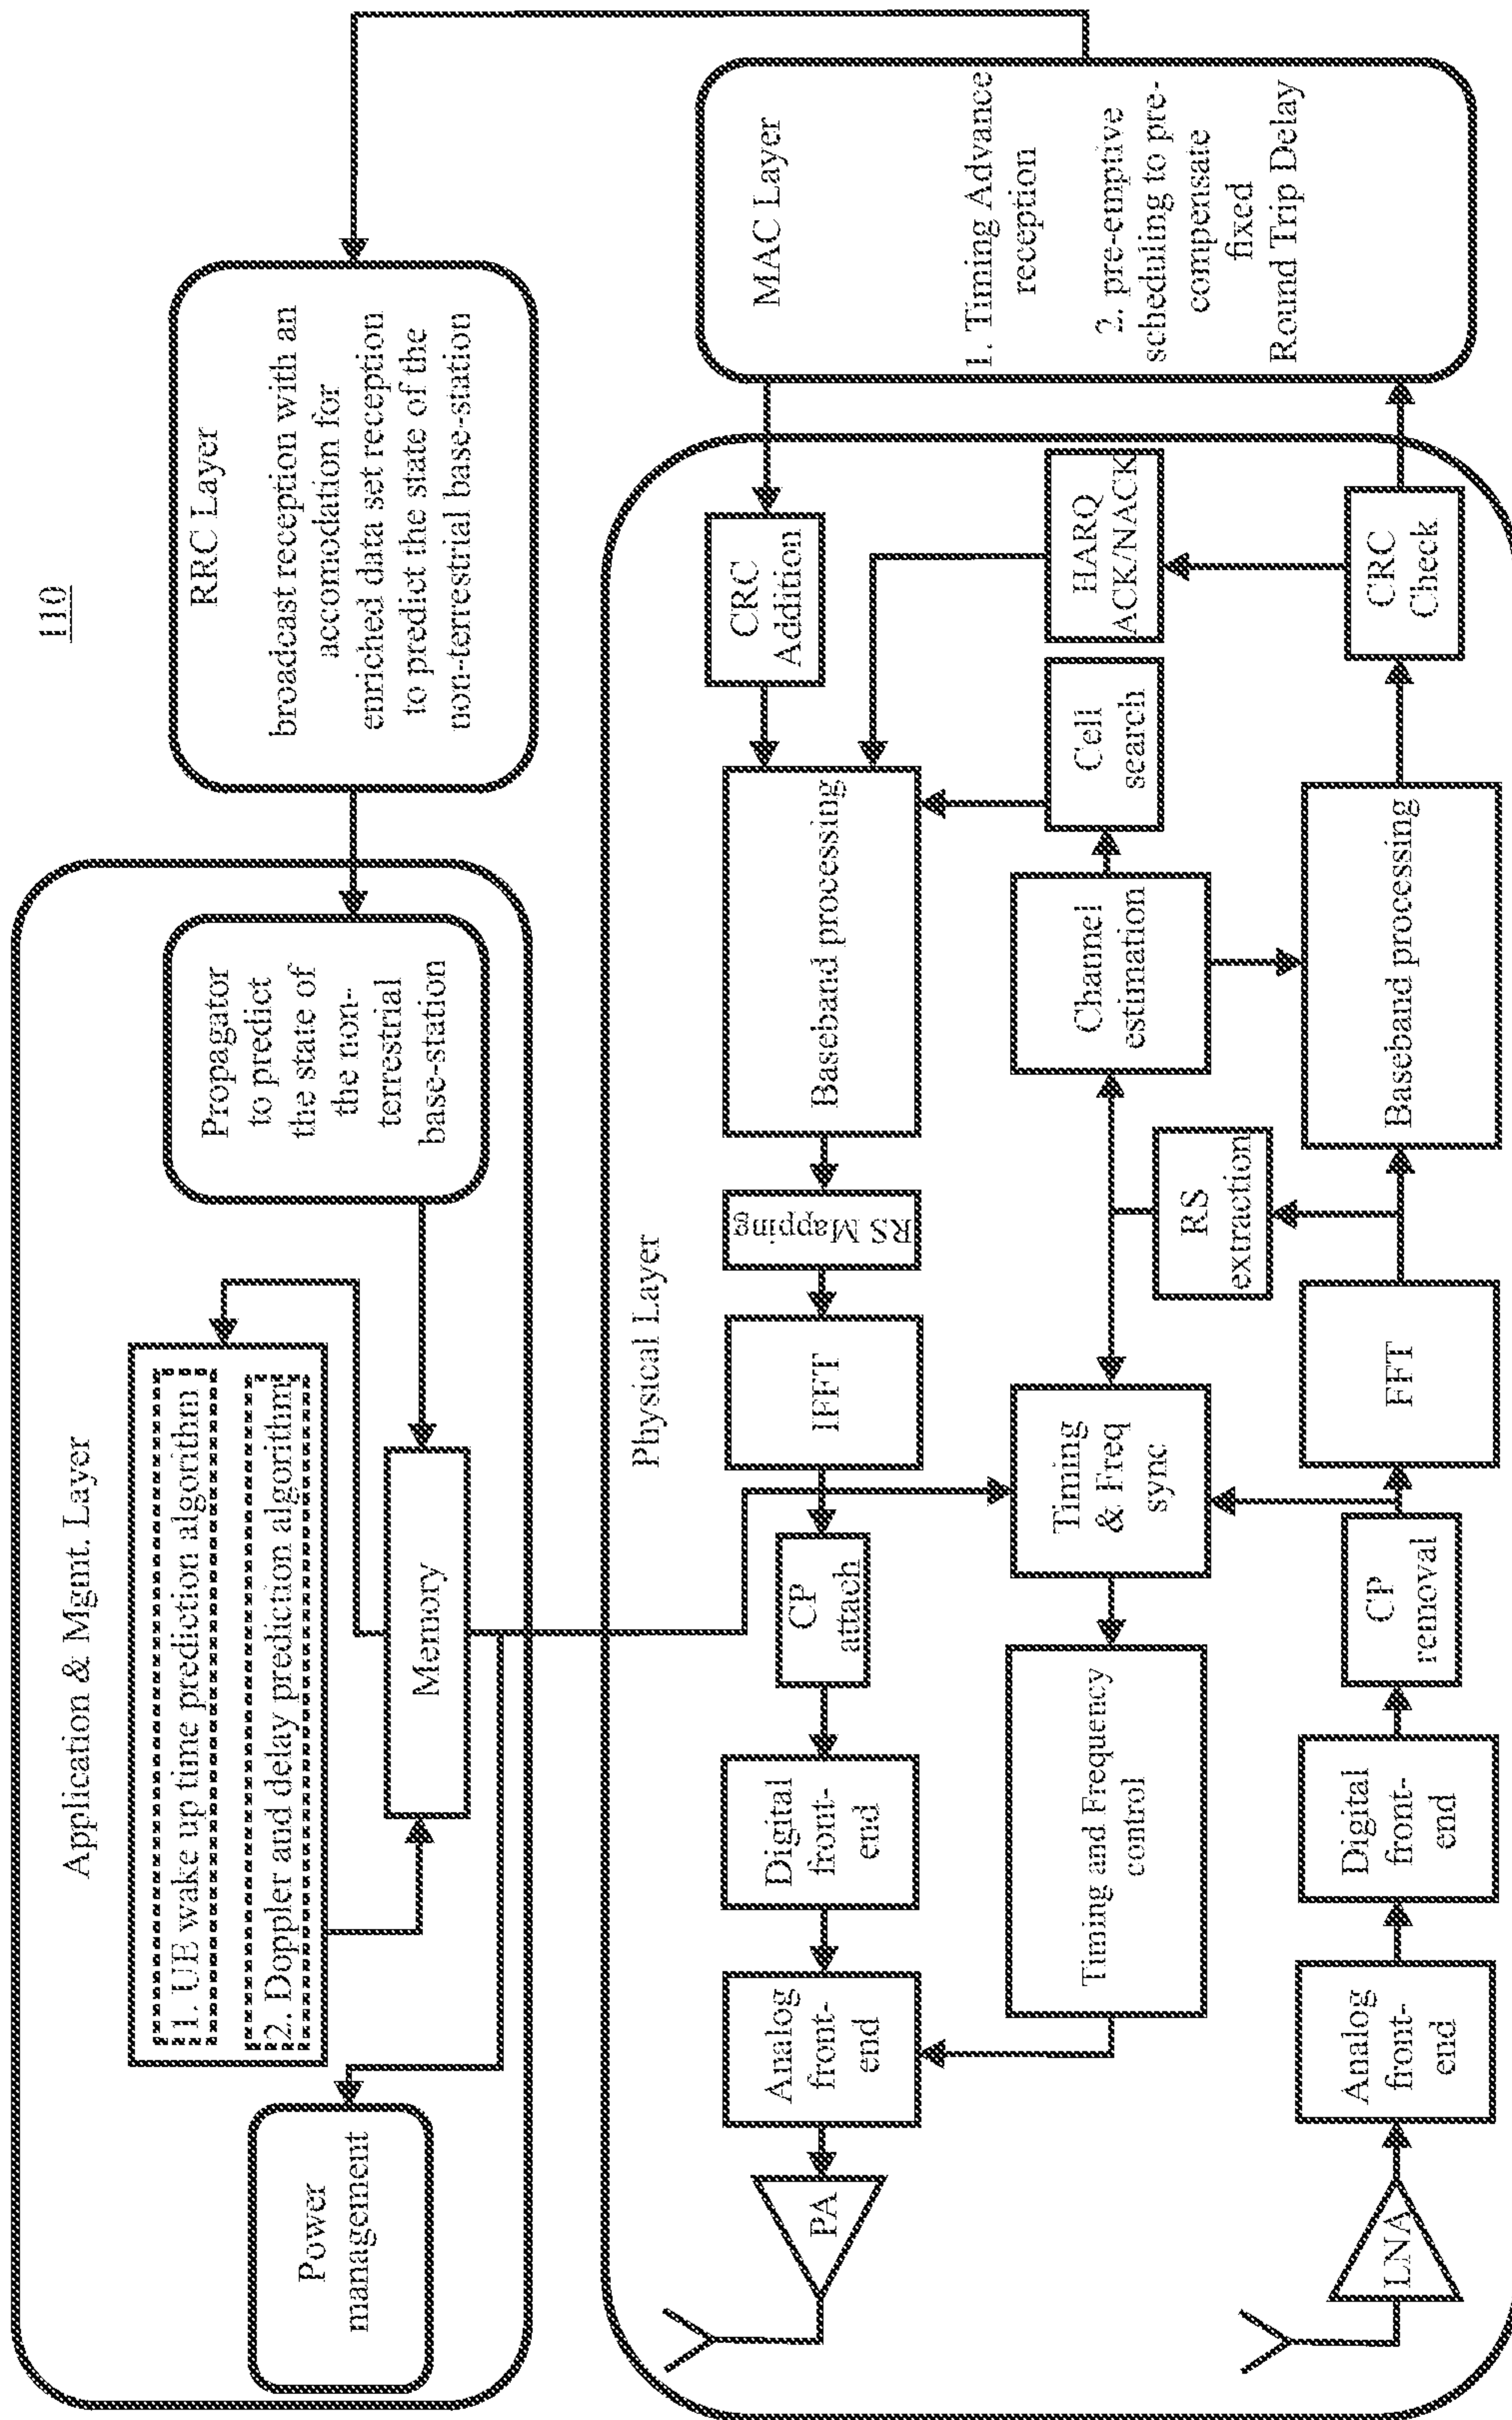 110
Application & Mgmt. Layer
Power
management
1. UE wake up time prediction algorithm
2. Doppler and delay prediction algorithm
Memory
Propagator
to predict
the state of
the non-
terrestrial
base-station
RRC Layer
broadcast reception with an
accomodation for
enriched data set reception
to predict the state of the
non-terrestrial base-station
Physical Layer
PA
Analog
front-
end
Digital
front-
end
CP
attach
IFFT
RS Mapping
Baseband processing
CRC
Addition
Timing and Frequency
control
Timing
& Freq
sync
RS
extraction
Channel
estimation
Cell
search
HARQ
ACK/NACK
LNA
Analog
front-
end
Digital
front-
end
CP
removal
FFT
Baseband processing
CRC
Check
MAC Layer
1. Timing Advance
reception
2. pre-emptive
scheduling to pre-
compensate
fixed
Round Trip Delay